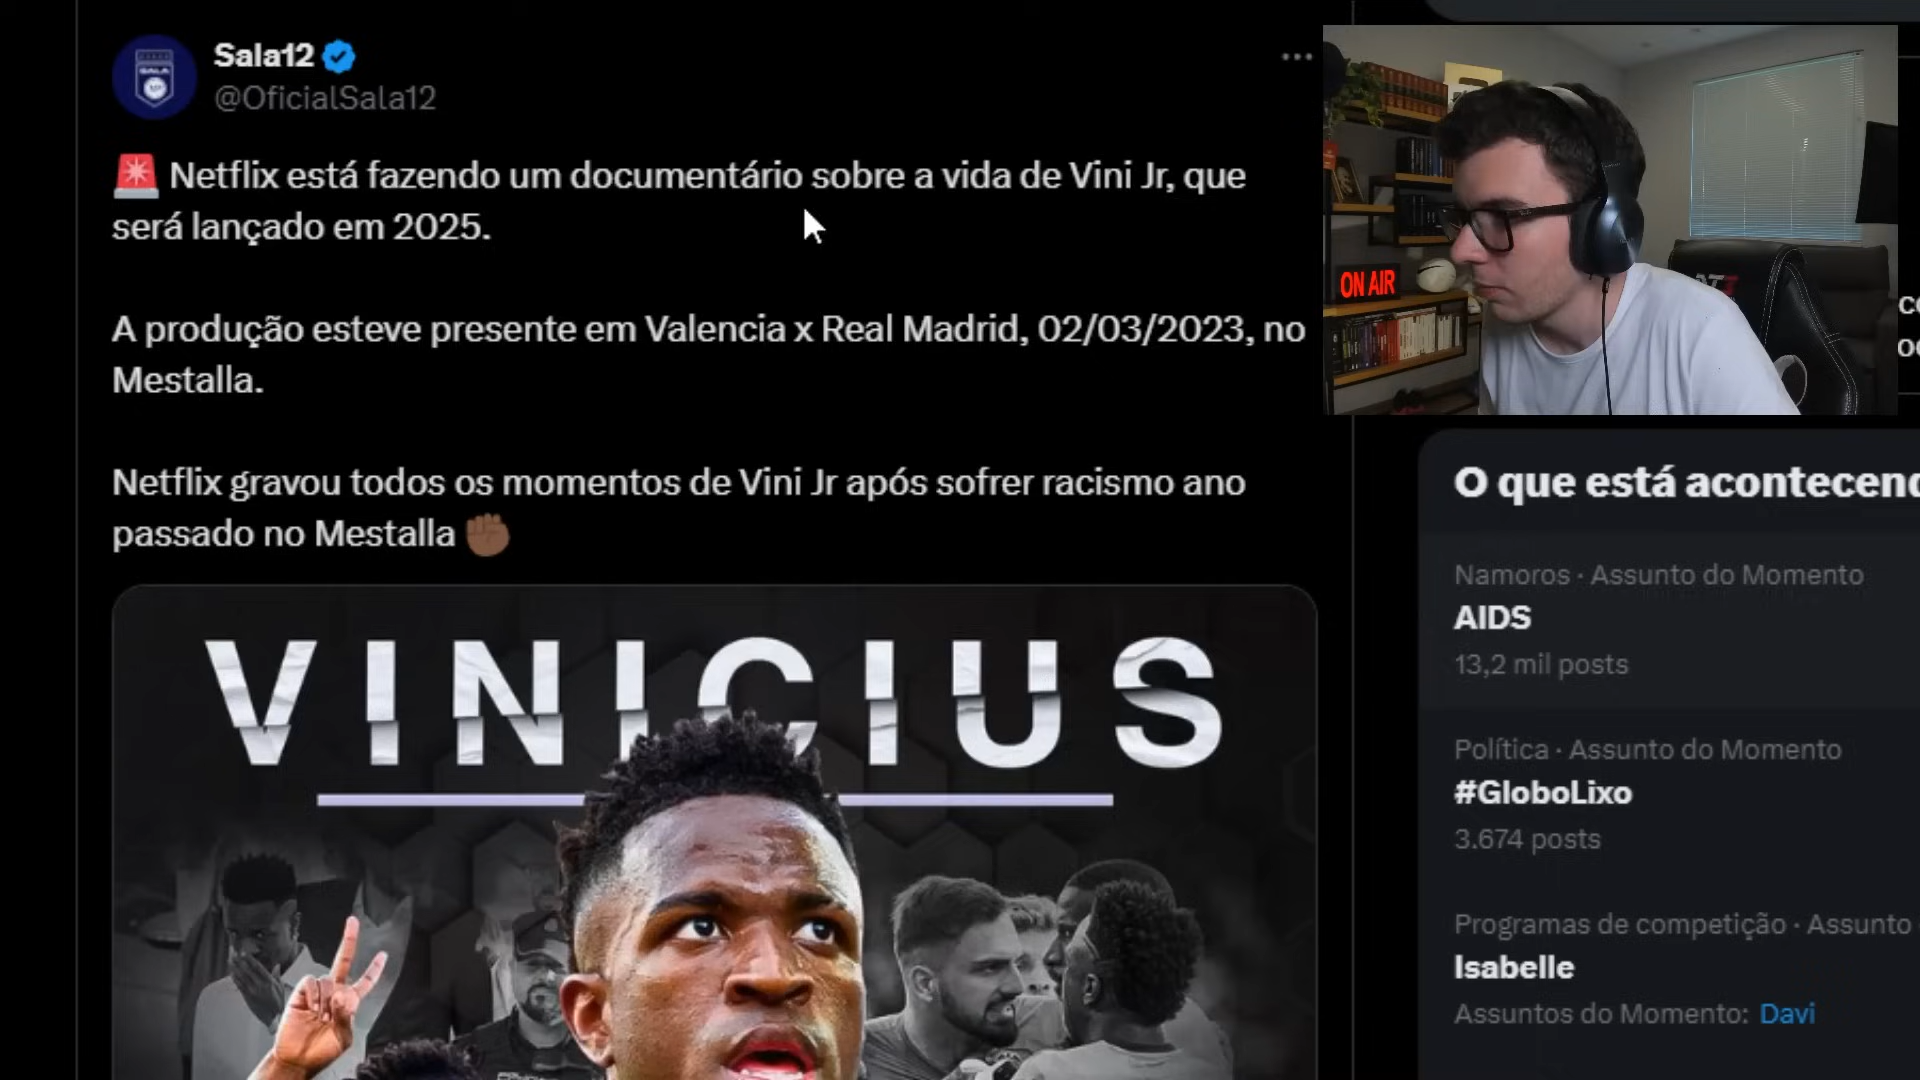 Sala12
@OficialSala12
Netflix está fazendo um documentário sobre a vida de Vini Jr, que
será lançado em 2025.
A produção esteve presente em Valencia x Real Madrid, 02/03/2023, no
Mestalla.
Netflix gravou todos os momentos de Vini Jr após sofrer racismo ano
passado no Mestalla
VINICIUS
ON AIR
O que está acontecend
Namoros · Assunto do Momento
AIDS
13,2 mil posts
Política · Assunto do Momento
#GloboLixo
3.674 posts
Programas de competição · Assunto
Isabelle
Assuntos do Momento: Davi